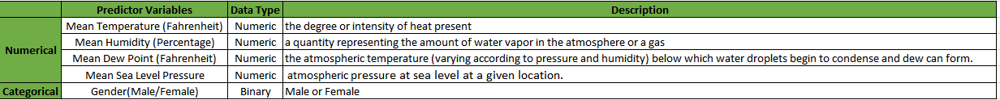 Predictor Variables Data Type Description
Numerical
Mean Temperature (Fahrenheit) Numeric the degree or intensity of heat present
Mean Humidity (Percentage) Numeric a quantity representing the amount of water vapor in the atmosphere or a gas
Mean Dew Point (Fahrenheit) Numeric the atmospheric temperature (varying according to pressure and humidity) below which water droplets begin to condense and dew can form.
Mean Sea Level Pressure Numeric atmospheric pressure at sea level at a given location.
Categorical Gender(Male/Female) Binary Male or Female